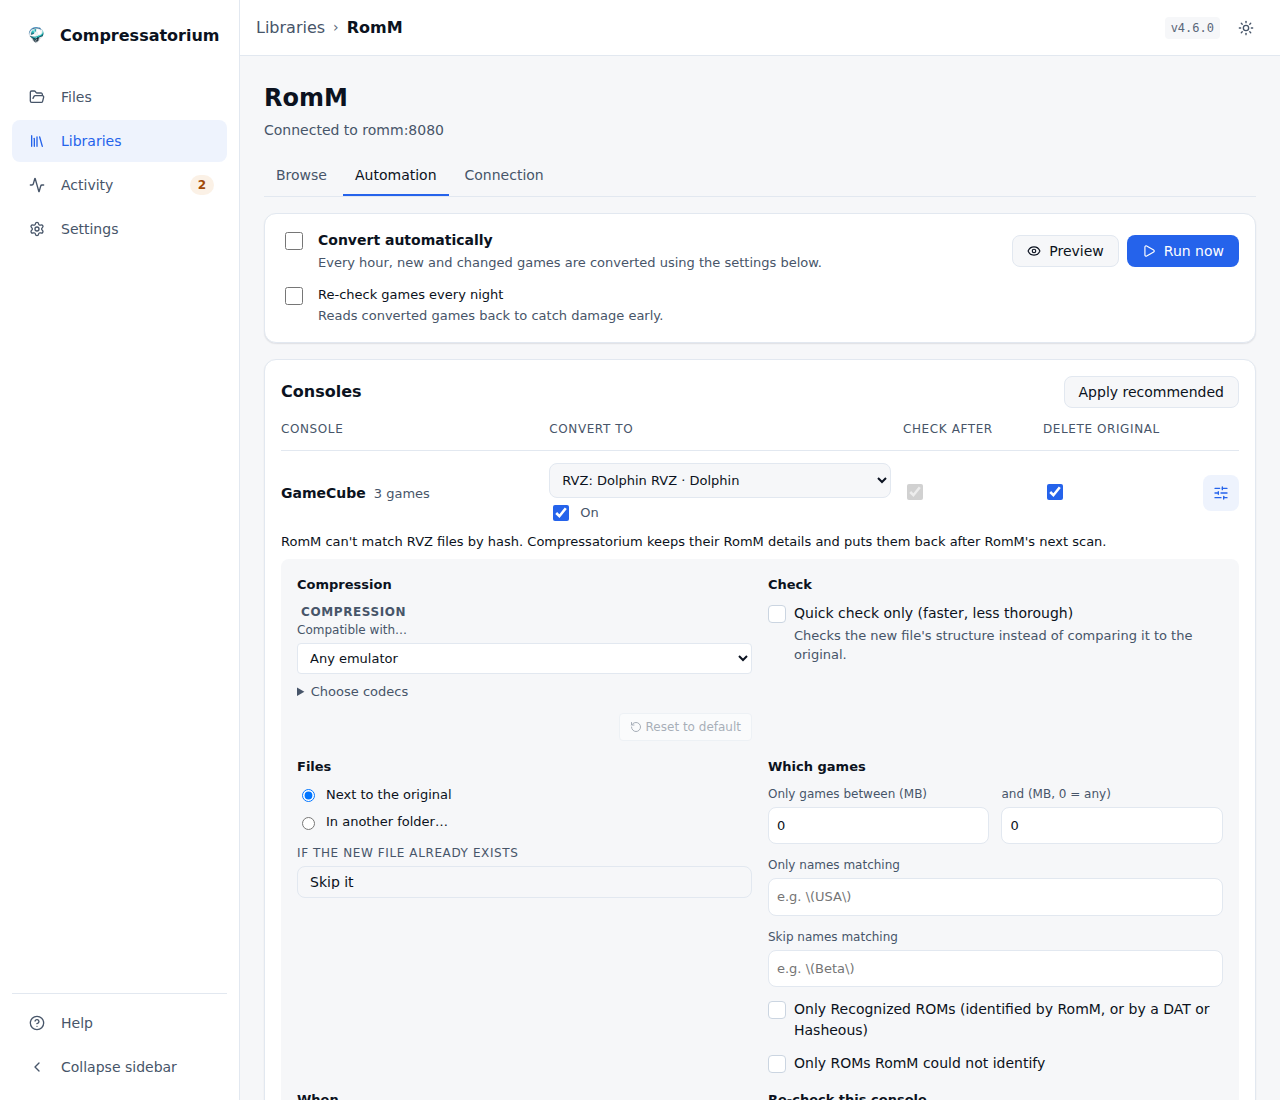 Compressatorium
Libraries › RomM
v4.6.0
Files
Libraries
Activity 2
Settings
Help
Collapse sidebar
RomM
Connected to romm:8080
Browse Automation Connection
Convert automatically
Every hour, new and changed games are converted using the settings below.
Preview Run now
Re-check games every night
Reads converted games back to catch damage early.
Consoles
Apply recommended
CONSOLE CONVERT TO CHECK AFTER DELETE ORIGINAL
GameCube 3 games
RVZ: Dolphin RVZ · Dolphin
On
RomM can't match RVZ files by hash. Compressatorium keeps their RomM details and puts them back after RomM's next scan.
Compression
COMPRESSION
Compatible with...
Any emulator
Choose codecs
Reset to default
Check
Quick check only (faster, less thorough)
Checks the new file's structure instead of comparing it to the
original.
Files
Next to the original
In another folder...
IF THE NEW FILE ALREADY EXISTS
Skip it
Which games
Only games between (MB) and (MB, 0 = any)
0 0
Only names matching
e.g. \(USA\)
Skip names matching
e.g. \(Beta\)
Only Recognized ROMs (identified by RomM, or by a DAT or
Hasheous)
Only ROMs RomM could not identify
When Re-check this console